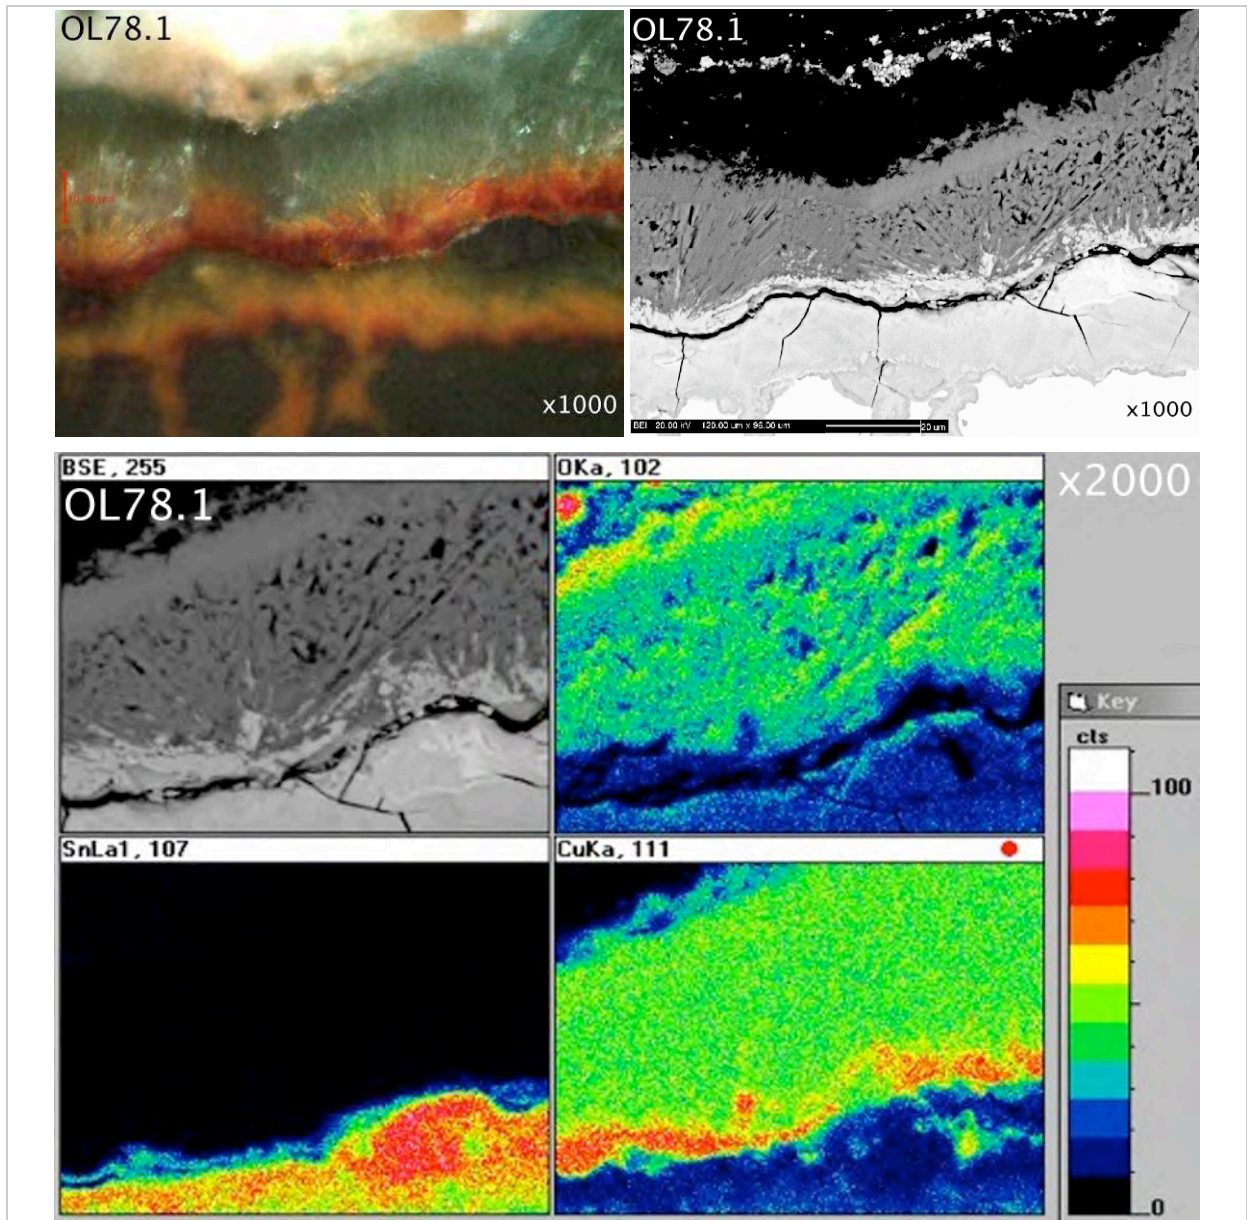 OL78.1
OL78.1
x1000
x1000
BEI 20.00 kV 128.00 um x 96.00 um 20 um
BSE, 255
OKa, 102
x2000
OL78.1
Key
cts
100
SnLa1, 107
CuKa, 111
0